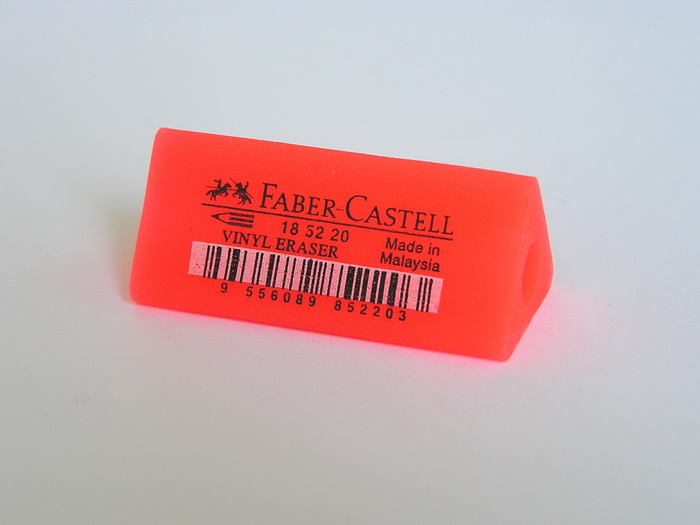 FABER-CASTELL
18 52 20
VINYL ERASER
Made in
Malaysia
9 556089 852203